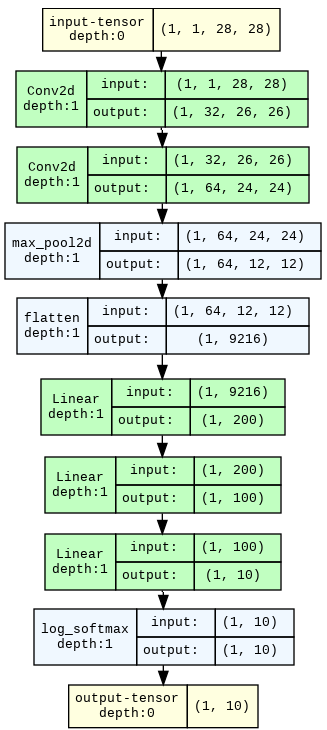 input-tensor
depth:0
(1, 1, 28, 28)
Conv2d
depth:1
input:
(1, 1, 28, 28)
output:
(1, 32, 26, 26)
Conv2d
depth:1
input:
(1, 32, 26, 26)
output:
(1, 64, 24, 24)
max_pool2d
depth:1
input:
(1, 64, 24, 24)
output:
(1, 64, 12, 12)
flatten
depth:1
input:
(1, 64, 12, 12)
output:
(1, 9216)
Linear
depth:1
input:
(1, 9216)
output:
(1, 200)
Linear
depth:1
input:
(1, 200)
output:
(1, 100)
Linear
depth:1
input:
(1, 100)
output:
(1, 10)
log_softmax
depth:1
input:
(1, 10)
output:
(1, 10)
output-tensor
depth:0
(1, 10)